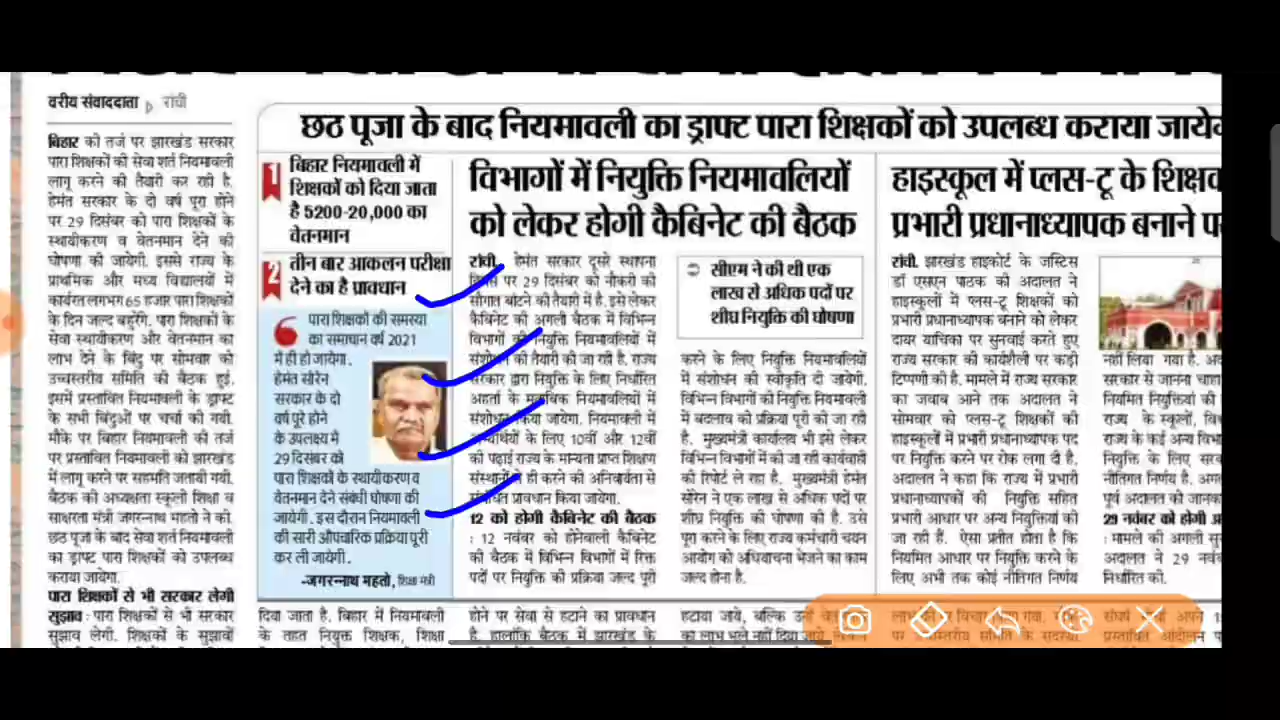 वरीय संवाददाता ▷ रांची
बिहार की तर्ज पर झारखंड सरकार
पारा शिक्षकों की सेवा शर्त नियमावली
लागू करने की तैयारी कर रही है.
हेमंत सरकार के दो वर्ष पूरा होने
पर 29 दिसंबर को पारा शिक्षकों के
स्थायीकरण व वेतनमान देने की
घोषणा की जायेगी. इससे राज्य के
प्राथमिक और मध्य विद्यालयों में
कार्यरत लगभग 65 हजार पारा शिक्षकों
के दिन जल्द बहुरेंगे. पारा शिक्षकों के
सेवा स्थायीकरण और वेतनमान का
लाभ देने के बिंदु पर सोमवार को
उच्चस्तरीय समिति की बैठक हुई.
इसमें प्रस्तावित नियमावली के ड्राफ्ट
के सभी बिंदुओं पर चर्चा की गयी.
मौके पर बिहार नियमावली की तर्ज
पर प्रस्तावित नियमावली को झारखंड
में लागू करने पर सहमति जतायी गयी.
बैठक की अध्यक्षता स्कूली शिक्षा व
साक्षरता मंत्री जगरनाथ महतो ने की.
छठ पूजा के बाद सेवा शर्त नियमावली
का ड्राफ्ट पारा शिक्षकों को उपलब्ध
कराया जायेगा.
पारा शिक्षकों से भी सरकार लेगी
सुझाव : पारा शिक्षकों से भी सरकार
सुझाव लेगी. शिक्षकों के सुझावों
छठ पूजा के बाद नियमावली का ड्राफ्ट पारा शिक्षकों को उपलब्ध कराया
1 बिहार नियमावली में
शिक्षकों को दिया जाता
है 5200-20,000 का
वेतनमान
2 तीन बार आकलन परीक्षा
देने का है प्रावधान
पारा शिक्षकों की समस्या
का समाधान वर्ष 2021
में ही हो जायेगा.
हेमंत सोरेन
सरकार के दो
वर्ष पूरे होने
के उपलक्ष्य में
29 दिसंबर को
पारा शिक्षकों के स्थायीकरण व
वेतनमान देने संबंधी घोषणा की
जायेगी. इस दौरान नियमावली
की सारी औपचारिक प्रक्रिया पूरी
कर ली जायेगी.
-जगरनाथ महतो, शिक्षा मंत्री
दिया जाता है. बिहार में नियमावली
के तहत नियुक्त शिक्षक, शिक्षा
विभागों में नियुक्ति नियमावलियों
को लेकर होगी कैबिनेट की बैठक
रांची. हेमंत सरकार दूसरे स्थापना
दिवस पर 29 दिसंबर को नौकरी की
सौगात बांटने की तैयारी में है. इसे लेकर
कैबिनेट की अगली बैठक में विभिन्न
विभागों की नियुक्ति नियमावलियों में
संशोधन की तैयारी की जा रही है. राज्य
सरकार द्वारा नियुक्ति के लिए निर्धारित
अहर्ता के मुताबिक नियमावलियों में
संशोधन किया जायेगा. नियमावली में
अभ्यर्थियों के लिए 10वीं और 12वीं
की पढ़ाई राज्य के मान्यता प्राप्त शिक्षण
संस्थानों से ही करने की अनिवार्यता से
संबंधित प्रावधान किया जायेगा.
12 को होगी कैबिनेट की बैठक
: 12 नवंबर को होनेवाली कैबिनेट
की बैठक में विभिन्न विभागों में रिक्त
पदों पर नियुक्ति की प्रक्रिया जल्द पूरी
होने पर सेवा से हटाने का प्रावधान
है. हालांकि बैठक में झारखंड के
सीएम ने की थी एक
लाख से अधिक पदों पर
शीघ्र नियुक्ति की घोषणा
करने के लिए नियुक्ति नियमावलियों
में संशोधन की स्वीकृति दी जायेगी.
विभिन्न विभागों की नियुक्ति नियमावली
में बदलाव की प्रक्रिया पूरी की जा रही
है. मुख्यमंत्री कार्यालय भी इसे लेकर
विभिन्न विभागों में की जा रही कार्यवाही
की रिपोर्ट ले रहा है. मुख्यमंत्री हेमंत
सोरेन ने एक लाख से अधिक पदों पर
शीघ्र नियुक्ति की घोषणा की है. उसे
पूरा करने के लिए राज्य कर्मचारी चयन
आयोग को अधियाचना भेजने का काम
जल्द होना है.
हटाया जाये, बल्कि उन्हें
का लाभ भले नहीं दिया जाये.
हाइस्कूल में प्लस-टू के
प्रभारी प्रधानाध्यापक बनाने
रांची. झारखंड हाइकोर्ट के जस्टिस
डॉ एसएन पाठक की अदालत ने
हाइस्कूलों में प्लस-टू शिक्षकों को
प्रभारी प्रधानाध्यापक बनाने को लेकर
दायर याचिका पर सुनवाई करते हुए
राज्य सरकार की कार्यशैली पर कड़ी
टिप्पणी की है. मामले में राज्य सरकार
का जवाब आने तक अदालत ने
सोमवार को प्लस-टू शिक्षकों की
हाइस्कूलों में प्रभारी प्रधानाध्यापक पद
पर नियुक्ति करने पर रोक लगा दी है.
अदालत ने कहा कि राज्य में प्रभारी
प्रधानाध्यापकों की नियुक्ति सहित
प्रभारी आधार पर अन्य नियुक्तियां की
जा रही हैं. ऐसा प्रतीत होता है कि
नियमित आधार पर नियुक्ति करने के
लिए अभी तक कोई नीतिगत निर्णय
नहीं लिया गया है.
सरकार से जानना
नियमित नियुक्तियां की
राज्य के स्कूलों,
राज्य के कई अन्य
नियुक्ति के लिए
नीतिगत निर्णय है.
पूर्व अदालत की
29 नवंबर को होगी
: मामले की अगली
अदालत ने 29
निर्धारित की.